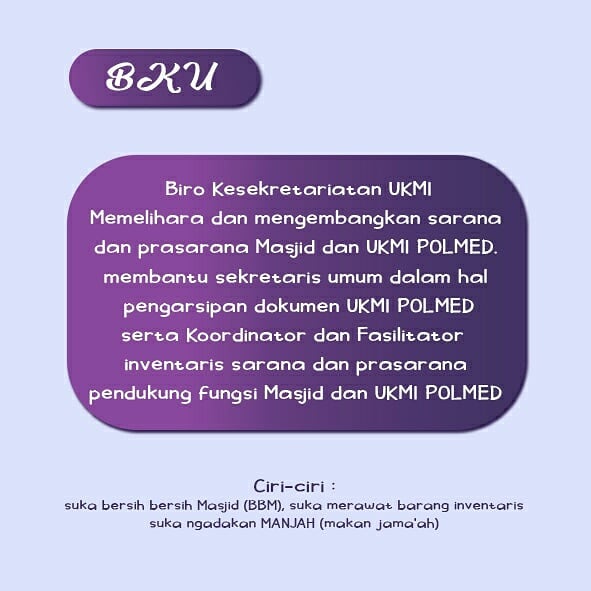 BKU
Biro Kesekretariatan UKMI
Memelihara dan mengembangkan sarana
dan prasarana Masjid dan UKMI POLMED.
membantu sekretaris umum dalam hal
pengarsipan dokumen UKMI POLMED
serta Koordinator dan Fasilitator
inventaris sarana dan prasarana
pendukung fungsi Masjid dan UKMI POLMED
Ciri-ciri :
suka bersih bersih Masjid (BBM), suka merawat barang inventaris
suka ngadakan MANJAH (makan jama'ah)